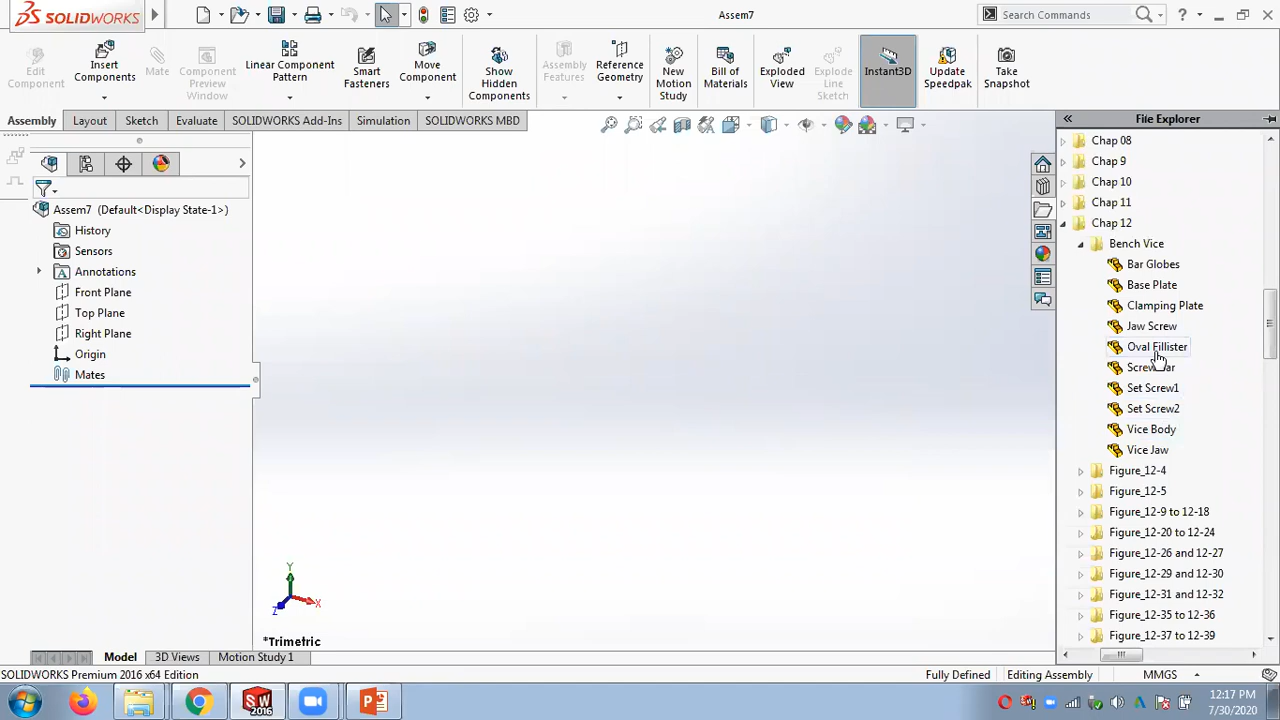 SOLIDWORKS
Assem7
Search Commands
Edit Component
Insert Components
Mate
Component Preview Window
Linear Component Pattern
Smart Fasteners
Move Component
Show Hidden Components
Assembly Features
Reference Geometry
New Motion Study
Bill of Materials
Exploded View
Explode Line Sketch
Instant3D
Update Speedpak
Take Snapshot
Assembly
Layout
Sketch
Evaluate
SOLIDWORKS Add-Ins
Simulation
SOLIDWORKS MBD
Assem7 (Default<Display State-1>)
History
Sensors
Annotations
Front Plane
Top Plane
Right Plane
Origin
Mates
Y
X
Z
*Trimetric
File Explorer
Chap 08
Chap 9
Chap 10
Chap 11
Chap 12
Bench Vice
Bar Globes
Base Plate
Clamping Plate
Jaw Screw
Oval Fillister
Set Screw1
Set Screw2
Vice Body
Vice Jaw
Figure_12-4
Figure_12-5
Figure_12-9 to 12-18
Figure_12-20 to 12-24
Figure_12-26 and 12-27
Figure_12-29 and 12-30
Figure_12-31 and 12-32
Figure_12-35 to 12-36
Figure_12-37 to 12-39
Model
3D Views
Motion Study 1
SOLIDWORKS Premium 2016 x64 Edition
Fully Defined
Editing Assembly
MMGS
SW
2016
12:17 PM
7/30/2020